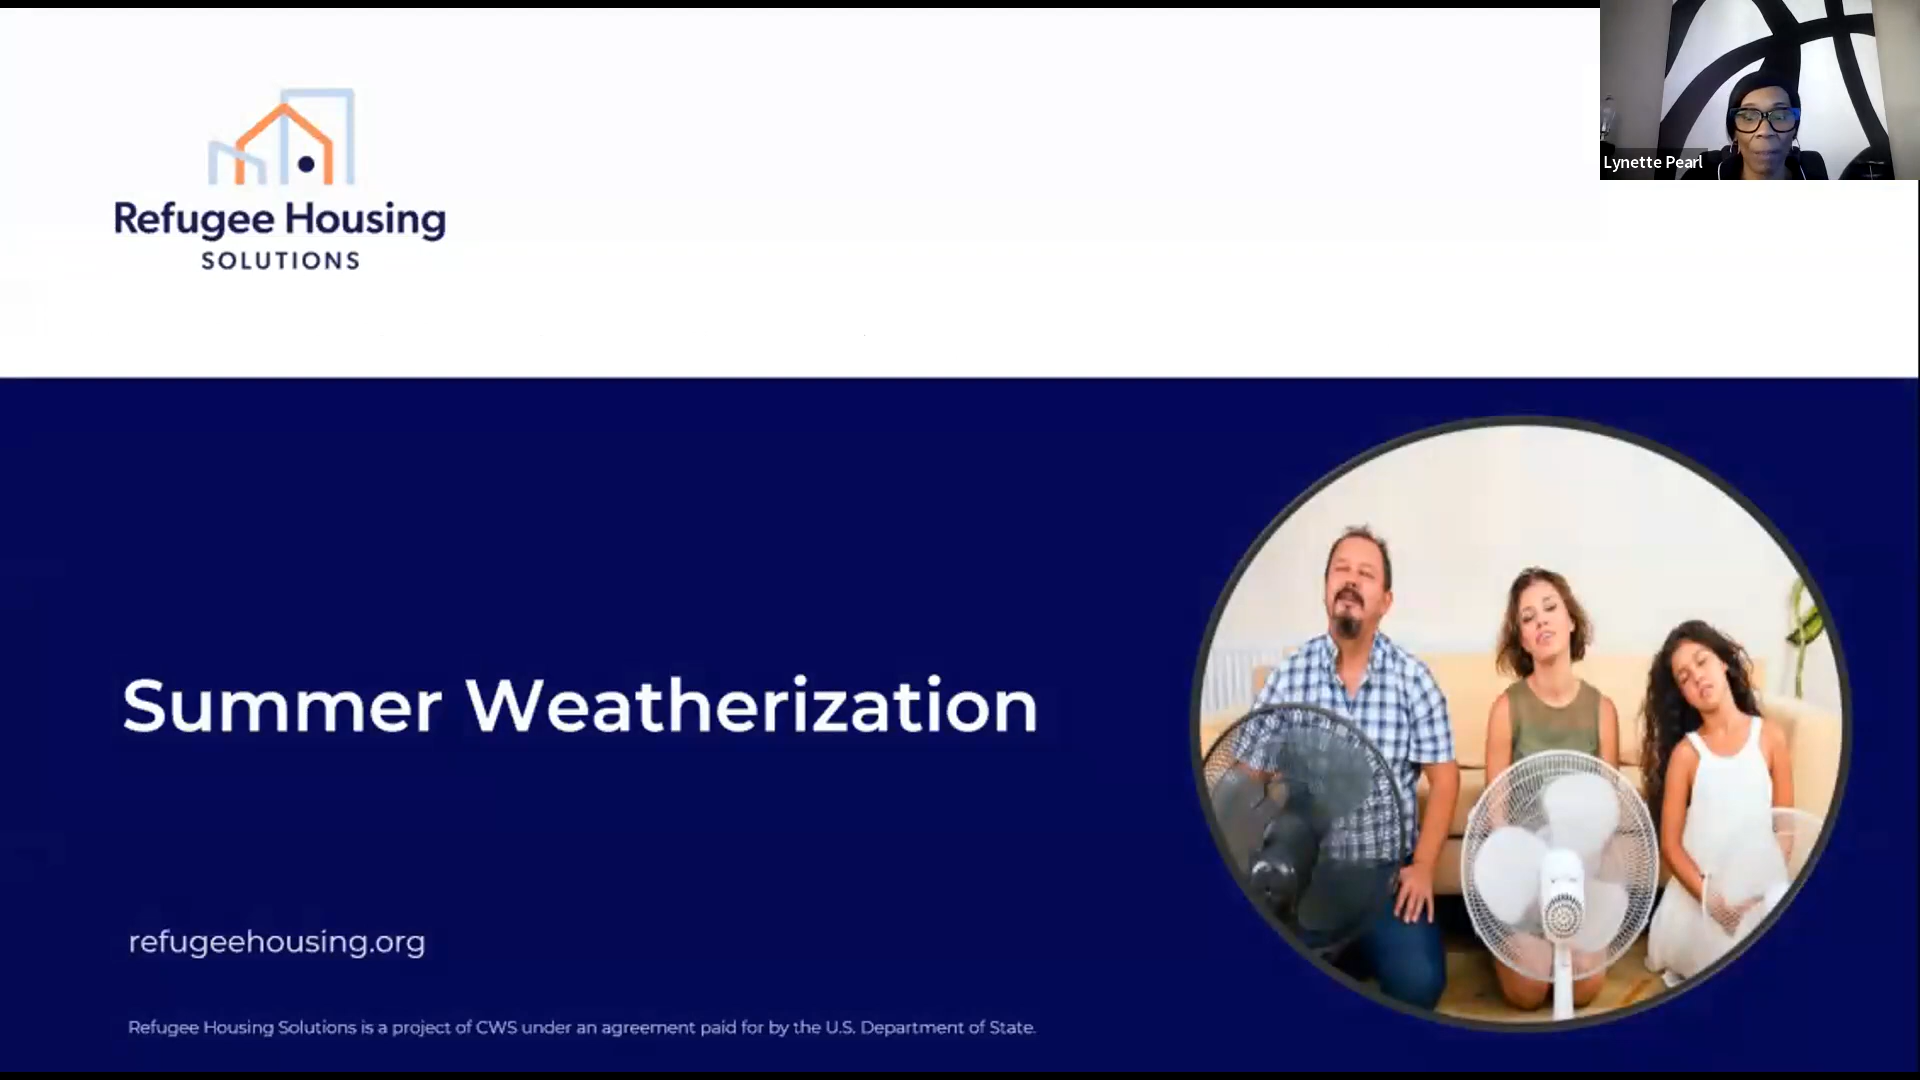 Refugee Housing
SOLUTIONS
Lynette Pearl
Summer Weatherization
refugeehousing.org
Refugee Housing Solutions is a project of CWS under an agreement paid for by the U.S. Department of State.